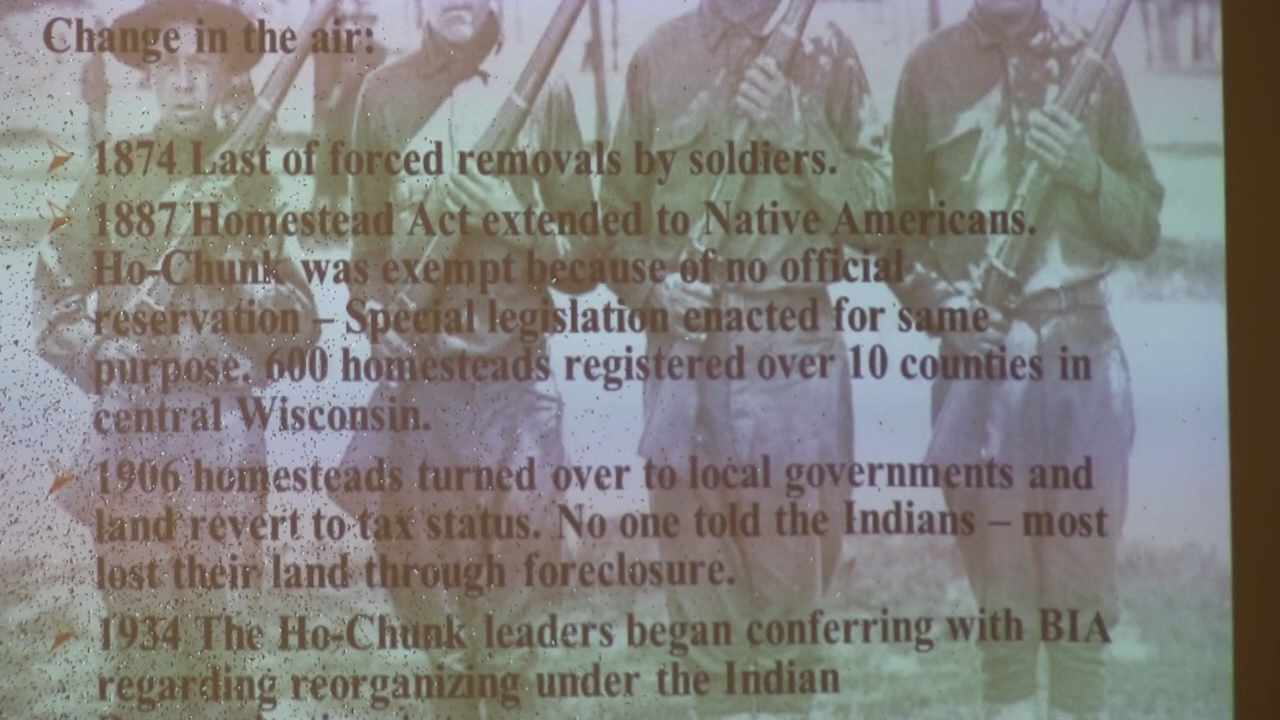 Change in the air:
1874 Last of forced removals by soldiers.
1887 Homestead Act extended to Native Americans.
Ho-Chunk was exempt because of no official
reservation – Special legislation enacted for same
purpose. 600 homesteads registered over 10 counties in
central Wisconsin.
1906 homesteads turned over to local governments and
land revert to tax status. No one told the Indians – most
lost their land through foreclosure.
1934 The Ho-Chunk leaders began conferring with BIA
regarding reorganizing under the Indian